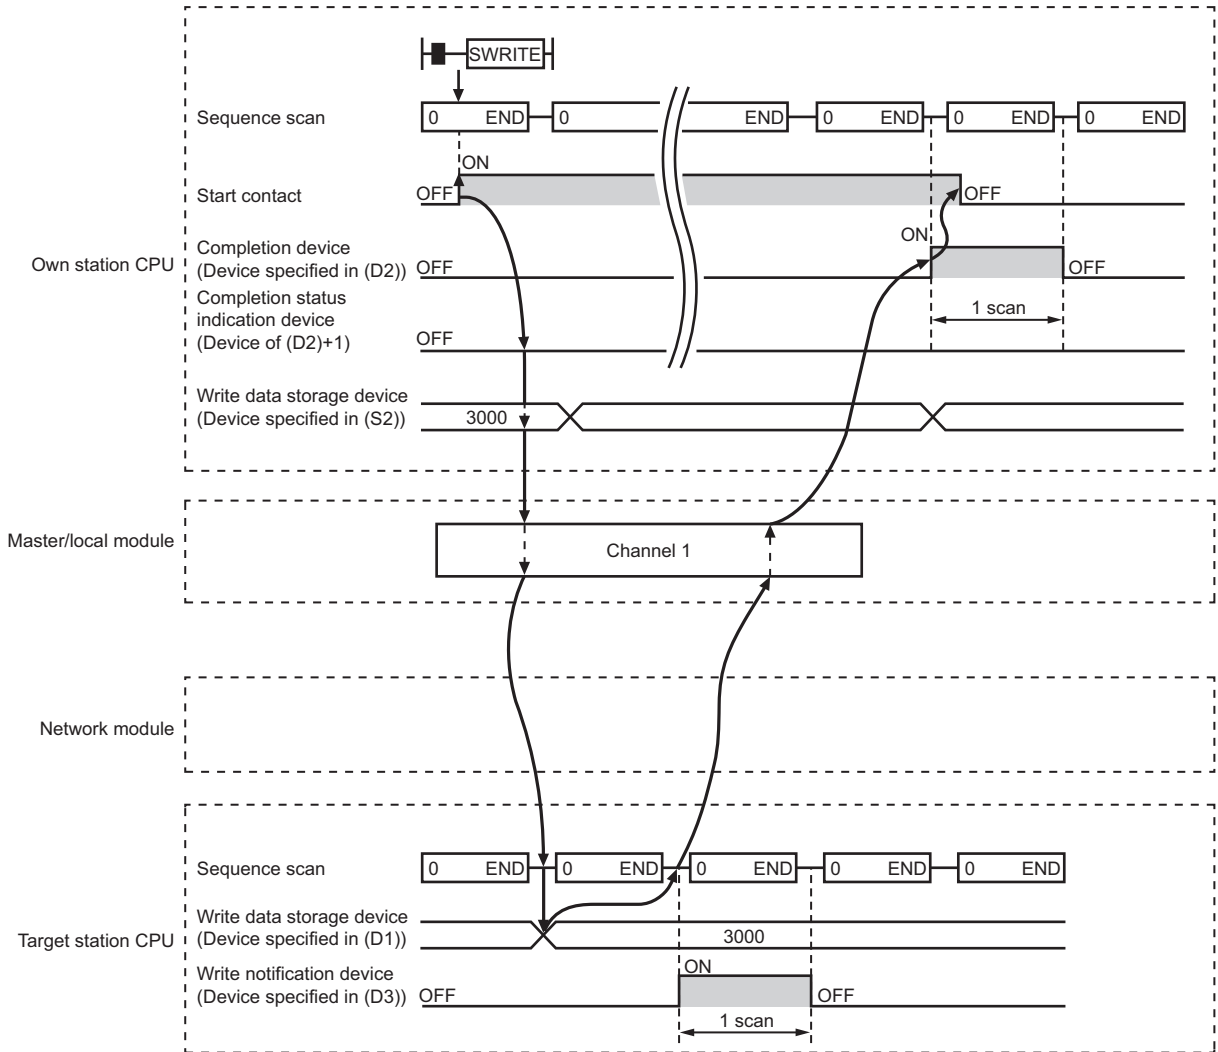 SWRITE
Sequence scan
0 END 0 END 0 END 0 END 0 END
ON
Start contact
OFF
OFF
Own station CPU
Completion device
(Device specified in (D2))
OFF
ON
OFF
Completion status
indication device
(Device of (D2)+1)
OFF
1 scan
Write data storage device
(Device specified in (S2))
3000
Master/local module
Channel 1
Network module
Sequence scan
0 END 0 END 0 END 0 END 0 END
Target station CPU
Write data storage device
(Device specified in (D1))
3000
Write notification device
(Device specified in (D3))
OFF
ON
OFF
1 scan